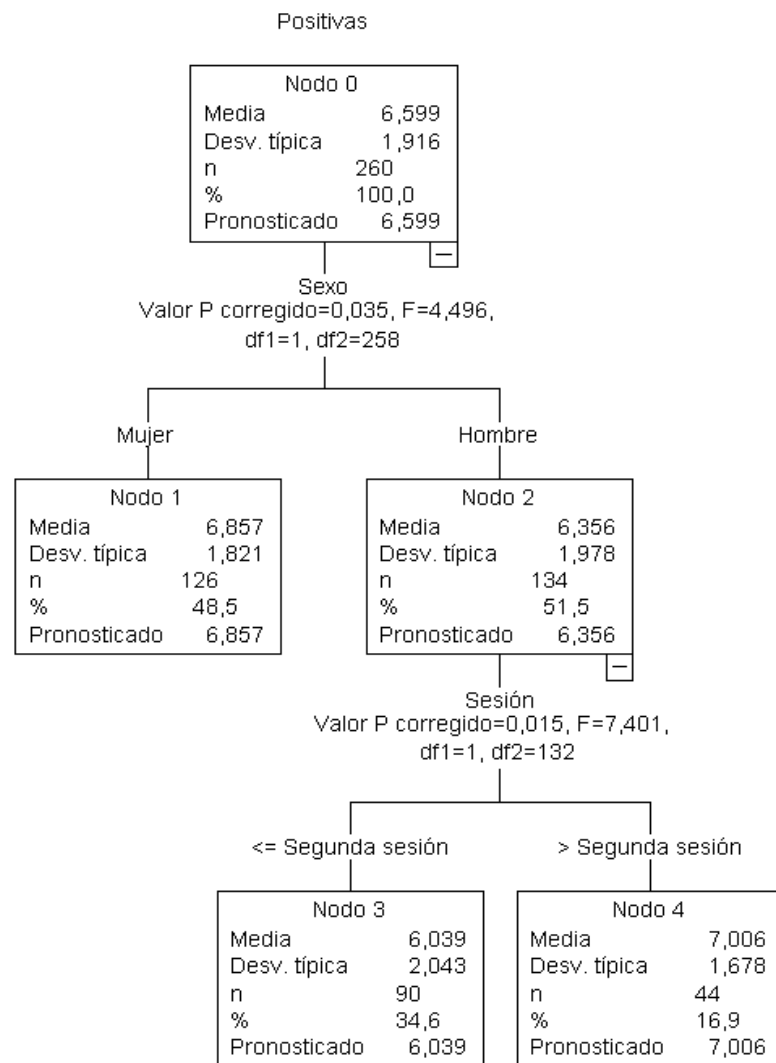 Positivas
Nodo 0
Media 6,599
Desv. típica 1,916
n 260
% 100,0
Pronosticado 6,599
Sexo
Valor P corregido=0,035, F=4,496,
df1=1, df2=258
Mujer
Hombre
Nodo 1
Media 6,857
Desv. típica 1,821
n 126
% 48,5
Pronosticado 6,857
Nodo 2
Media 6,356
Desv. típica 1,978
n 134
% 51,5
Pronosticado 6,356
Sesión
Valor P corregido=0,015, F=7,401,
df1=1, df2=132
<= Segunda sesión
> Segunda sesión
Nodo 3
Media 6,039
Desv. típica 2,043
n 90
% 34,6
Pronosticado 6,039
Nodo 4
Media 7,006
Desv. típica 1,678
n 44
% 16,9
Pronosticado 7,006